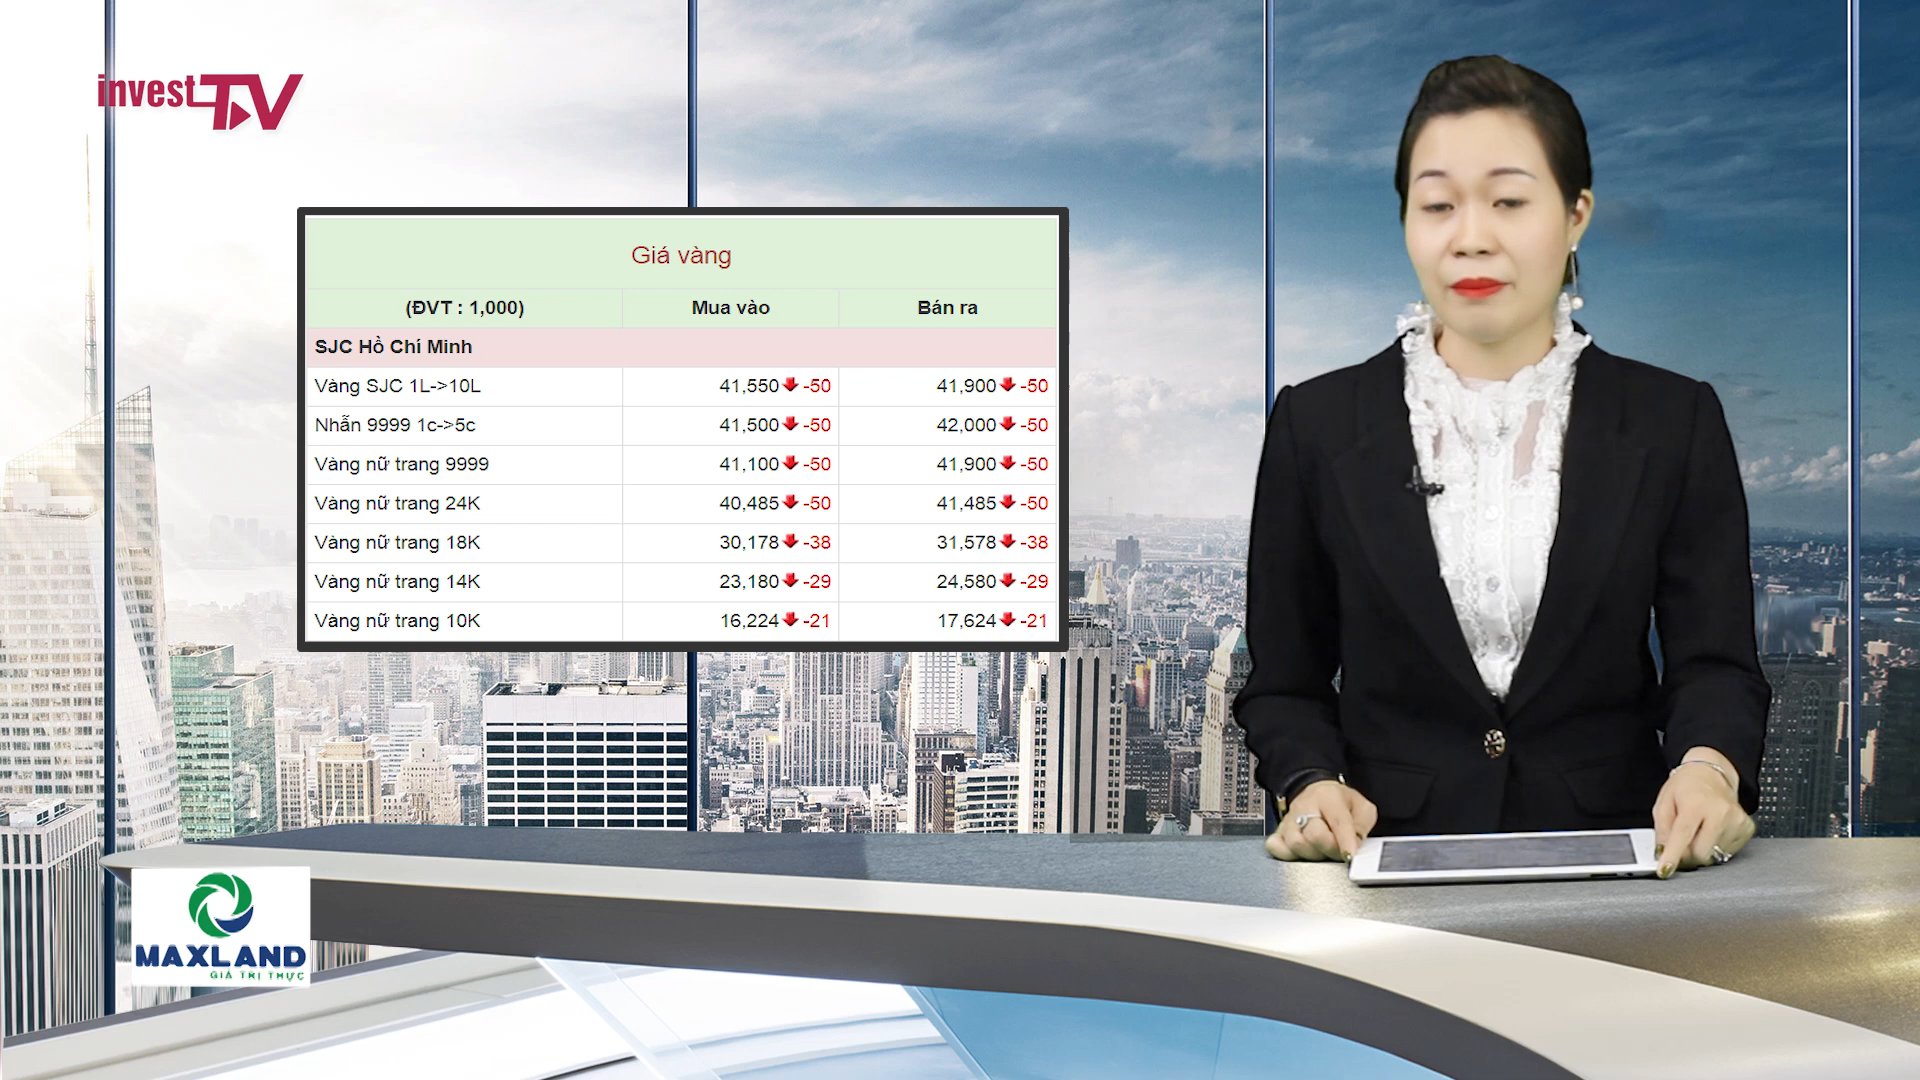 investTV
Giá vàng
(ĐVT : 1,000) Mua vào Bán ra
SJC Hồ Chí Minh
Vàng SJC 1L->10L 41,550 -50 41,900 -50
Nhẫn 9999 1c->5c 41,500 -50 42,000 -50
Vàng nữ trang 9999 41,100 -50 41,900 -50
Vàng nữ trang 24K 40,485 -50 41,485 -50
Vàng nữ trang 18K 30,178 -38 31,578 -38
Vàng nữ trang 14K 23,180 -29 24,580 -29
Vàng nữ trang 10K 16,224 -21 17,624 -21
MAXLAND
GIÁ TRỊ THỰC